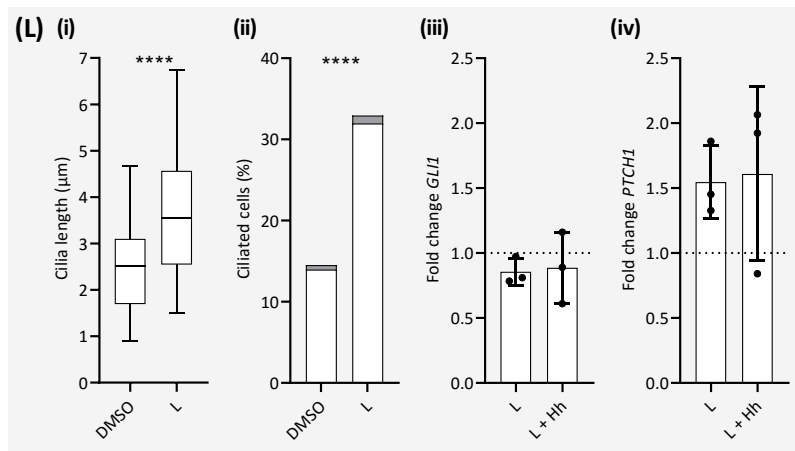 (L) (i) (ii) (iii) (iv)
Cilia length (µm)
7
6
5
4
3
2
1
0
****
DMSO
L
Ciliated cells (%)
40
30
20
10
0
****
DMSO
L
Fold change GLI1
2.5
2.0
1.5
1.0
0.5
0.0
L
L + Hh
Fold change PTCH1
2.5
2.0
1.5
1.0
0.5
0.0
L
L + Hh